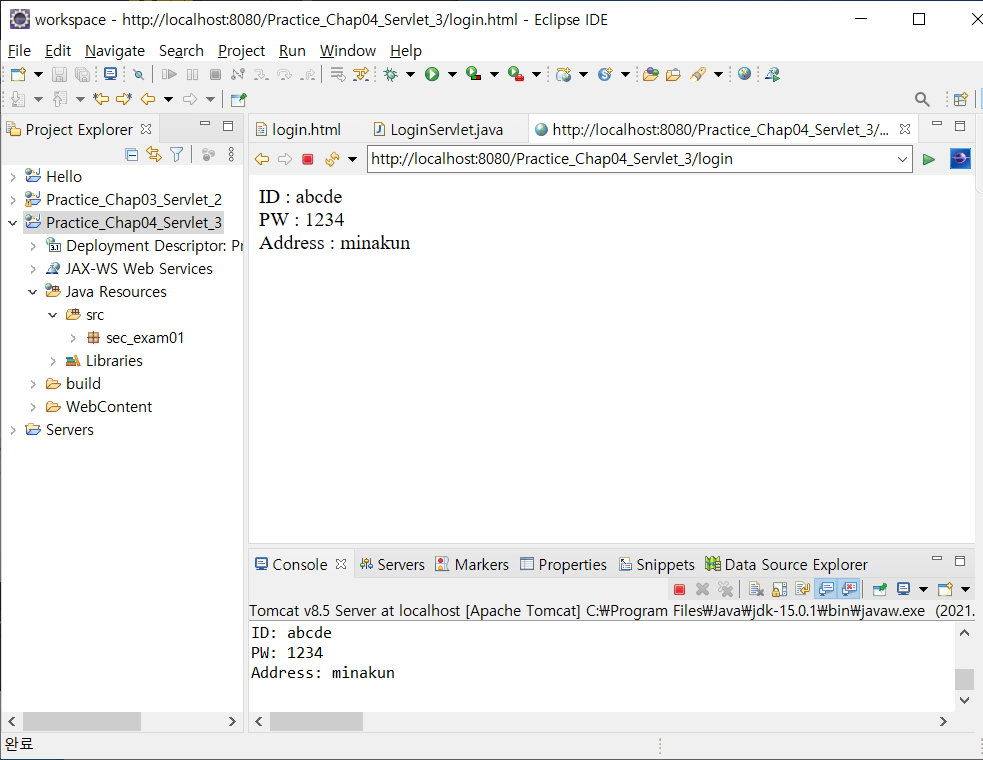 workspace - http://localhost:8080/Practice_Chap04_Servlet_3/login.html - Eclipse IDE
File Edit Navigate Search Project Run Window Help
Project Explorer
login.html LoginServlet.java http://localhost:8080/Practice_Chap04_Servlet_3/...
http://localhost:8080/Practice_Chap04_Servlet_3/login
Hello
Practice_Chap03_Servlet_2
Practice_Chap04_Servlet_3
Deployment Descriptor: Pr
JAX-WS Web Services
Java Resources
src
sec_exam01
Libraries
build
WebContent
Servers
ID : abcde
PW : 1234
Address : minakun
Console Servers Markers Properties Snippets Data Source Explorer
Tomcat v8.5 Server at localhost [Apache Tomcat] C:₩Program Files₩Java₩jdk-15.0.1₩bin₩javaw.exe (2021.
ID: abcde
PW: 1234
Address: minakun
완료